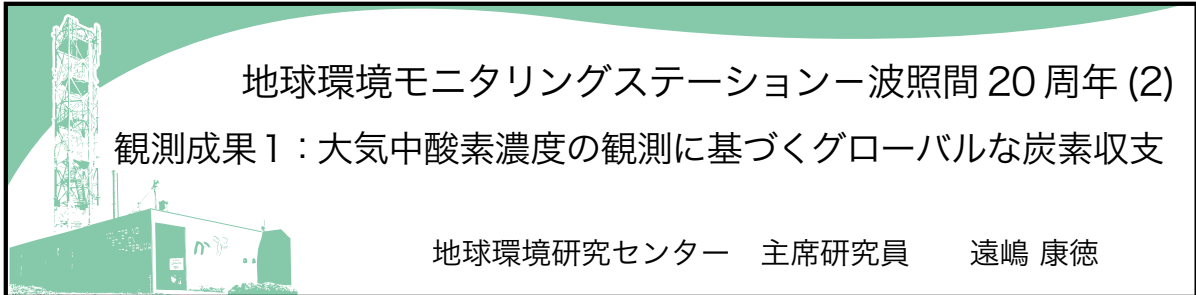 地球環境モニタリングステーション－波照間 20 周年 (2)
観測成果１：大気中酸素濃度の観測に基づくグローバルな炭素収支
地球環境研究センター　主席研究員　　遠嶋 康徳